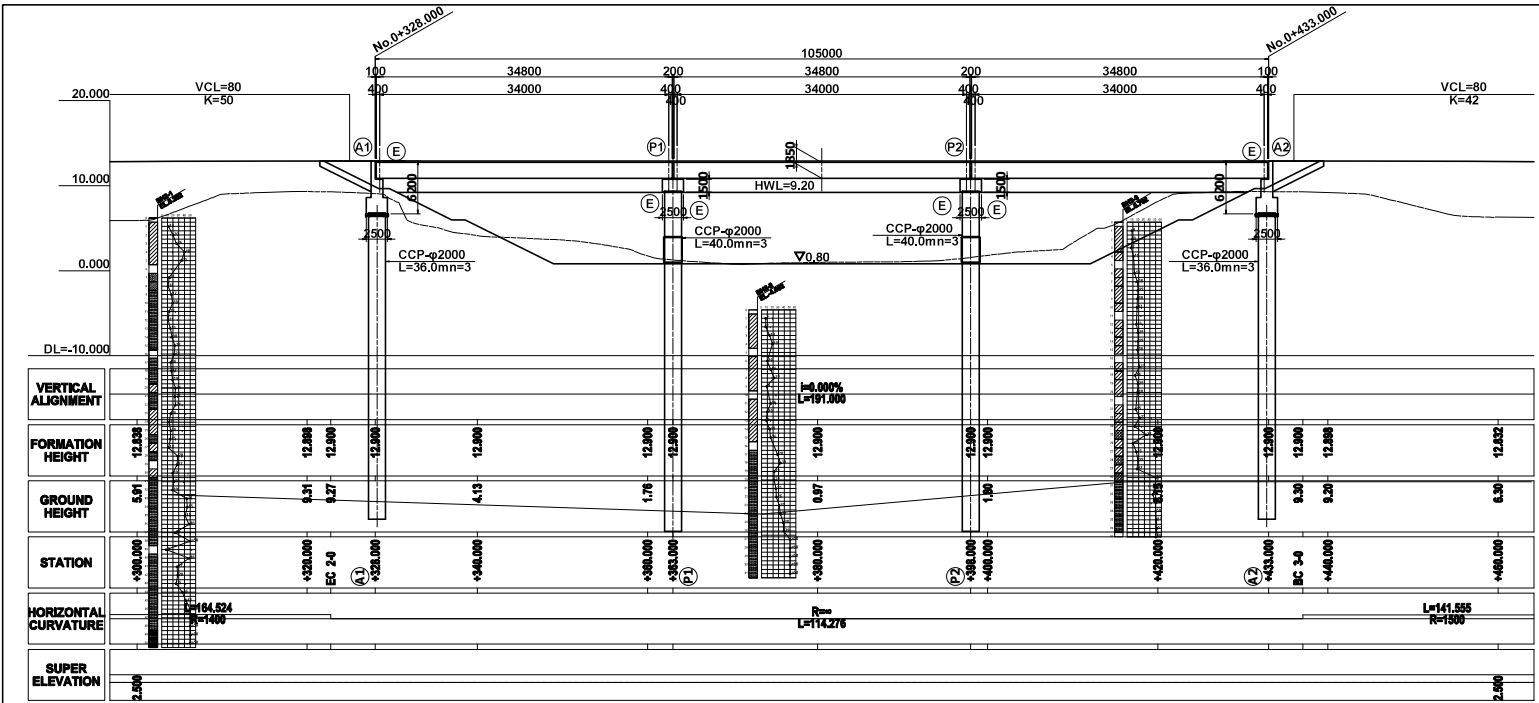 No.0+328.000
No.0+433.000
105000
100 34800 200 34800 200 34800 100
400 34000 400 34000 400 34000 400
400 400
VCL=80
K=50
VCL=80
K=42
20.000
10.000
0.000
DL=-10.000
A1 E P1 P2 E A2
1850
6200
1500
HWL=9.20
1500
6200
E 2500 E
E 2500 E
2500
2500
CCP-φ2000
L=40.0mn=3
CCP-φ2000
L=40.0mn=3
CCP-φ2000
L=36.0mn=3
CCP-φ2000
L=36.0mn=3
▽0.80
VERTICAL
ALIGNMENT
i=0.000%
L=191.000
FORMATION
HEIGHT
12.838 12.898 12.900 12.900 12.900 12.900 12.900 12.900 12.900 12.900 12.900 12.900 12.900 12.898 12.832
GROUND
HEIGHT
5.91 9.31 9.27 4.13 1.76 0.97 1.80 9.30 9.20 6.30
STATION
+300.000 +320.000 EC 2-0 A1 +328.000 +340.000 +360.000 +363.000 P1 +380.000 P2 +398.000 +400.000 +420.000 A2 +433.000 BC 3-0 +440.000 +460.000
HORIZONTAL
CURVATURE
L=164.524
R=1400
R=∞
L=114.276
L=141.555
R=1500
SUPER
ELEVATION
2.500
2.500